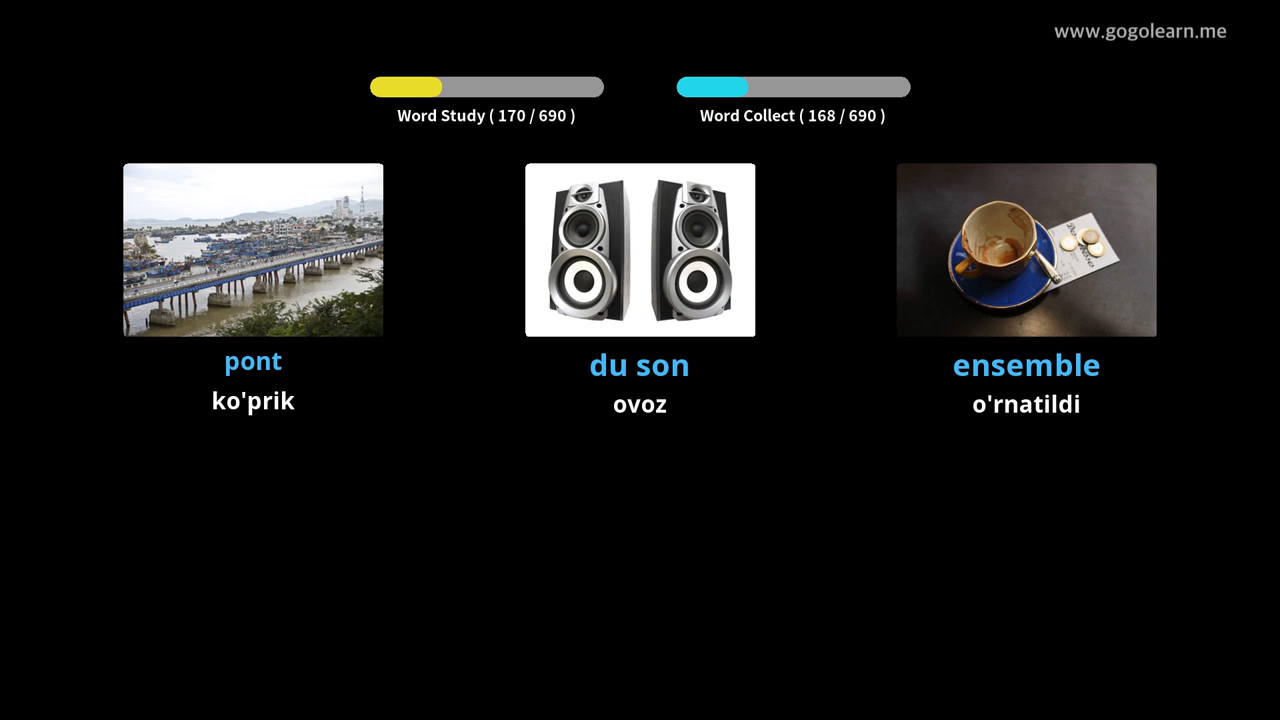 www.gogolearn.me
Word Study ( 170 / 690 )
Word Collect ( 168 / 690 )
pont
ko'prik
du son
ovoz
ensemble
o'rnatildi